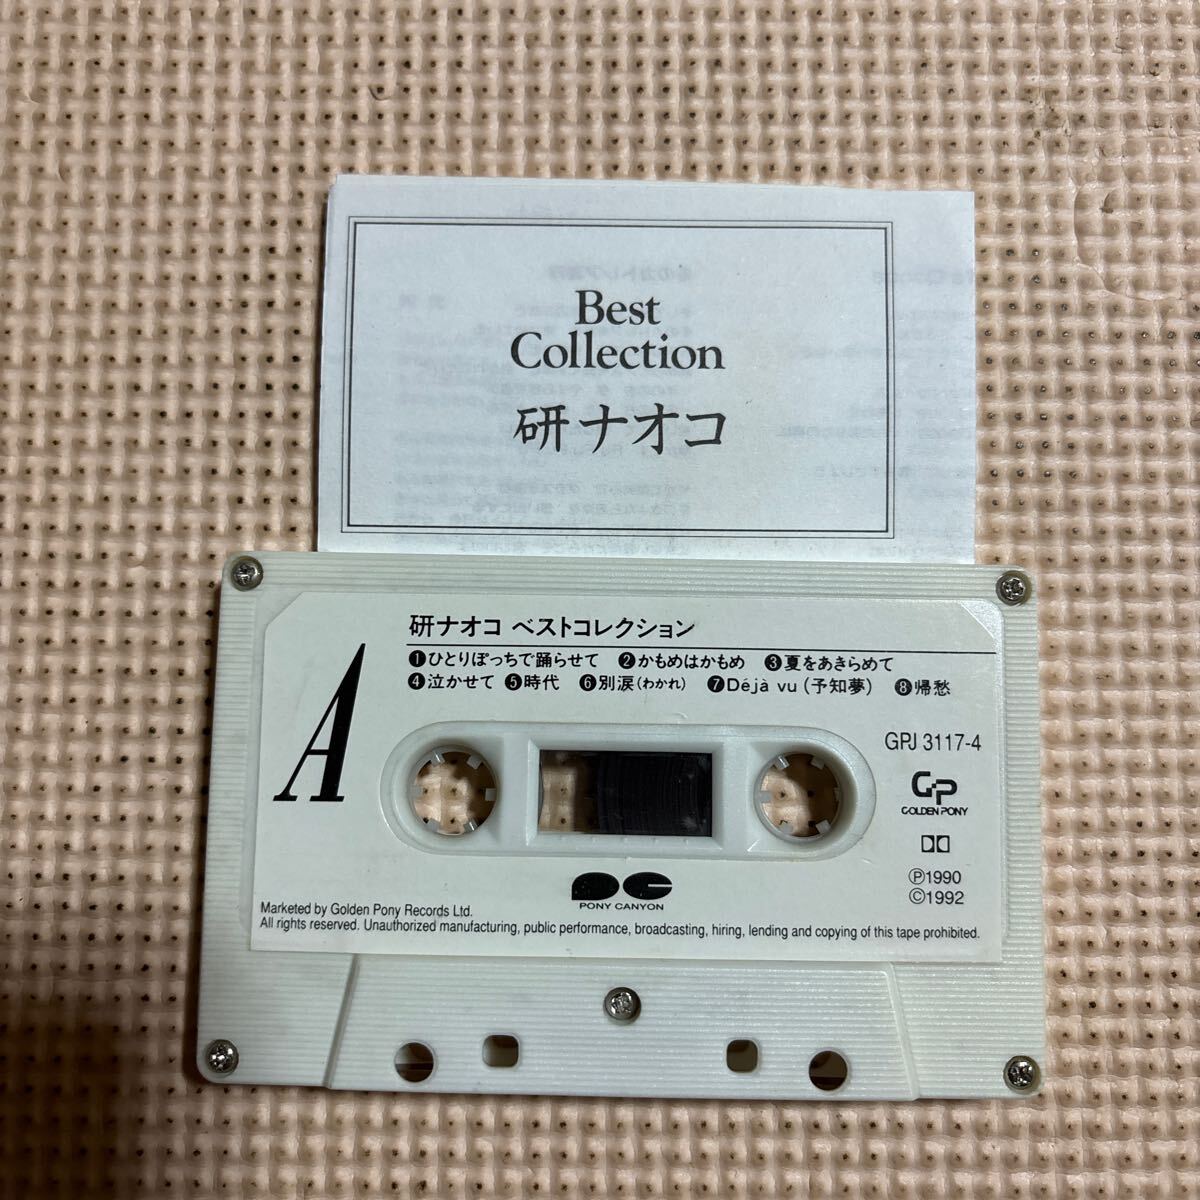 Best
Collection
研ナオコ
A
研ナオコ ベストコレクション
❶ひとりぽっちで踊らせて ❷かもめはかもめ ❸夏をあきらめて
❹泣かせて ❺時代 ❻別涙(わかれ) ❼Déjà vu (予知夢) ❽帰愁
GPJ 3117-4
GP
GOLDEN PONY
Ⓟ1990
Ⓒ1992
PC
PONY CANYON
Marketed by Golden Pony Records Ltd.
All rights reserved. Unauthorized manufacturing, public performance, broadcasting, hiring, lending and copying of this tape prohibited.